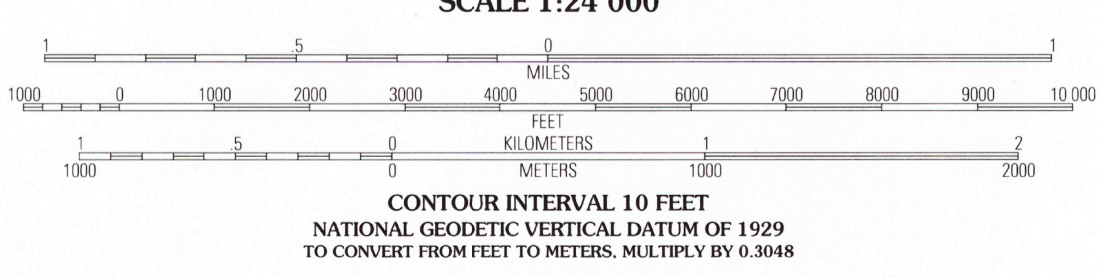 SCALE 1:24 000
1 .5 0 1
MILES
1000 0 1000 2000 3000 4000 5000 6000 7000 8000 9000 10 000
FEET
1 .5 0 KILOMETERS 1 2
1000 0 METERS 1000 2000
CONTOUR INTERVAL 10 FEET
NATIONAL GEODETIC VERTICAL DATUM OF 1929
TO CONVERT FROM FEET TO METERS, MULTIPLY BY 0.3048